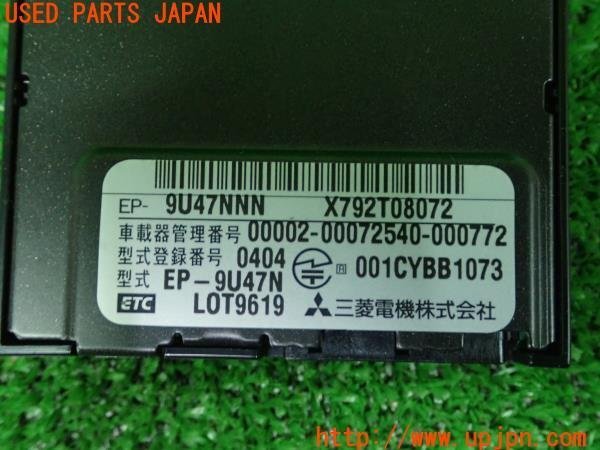 USED PARTS JAPAN
EP- 9U47NNN X792T08072
車載器管理番号 00002-00072540-000772
型式登録番号 0404 R 001CYBB1073
型式 EP-9U47N
ETC LOT9619 三菱電機株式会社
http://www.upjpn.com